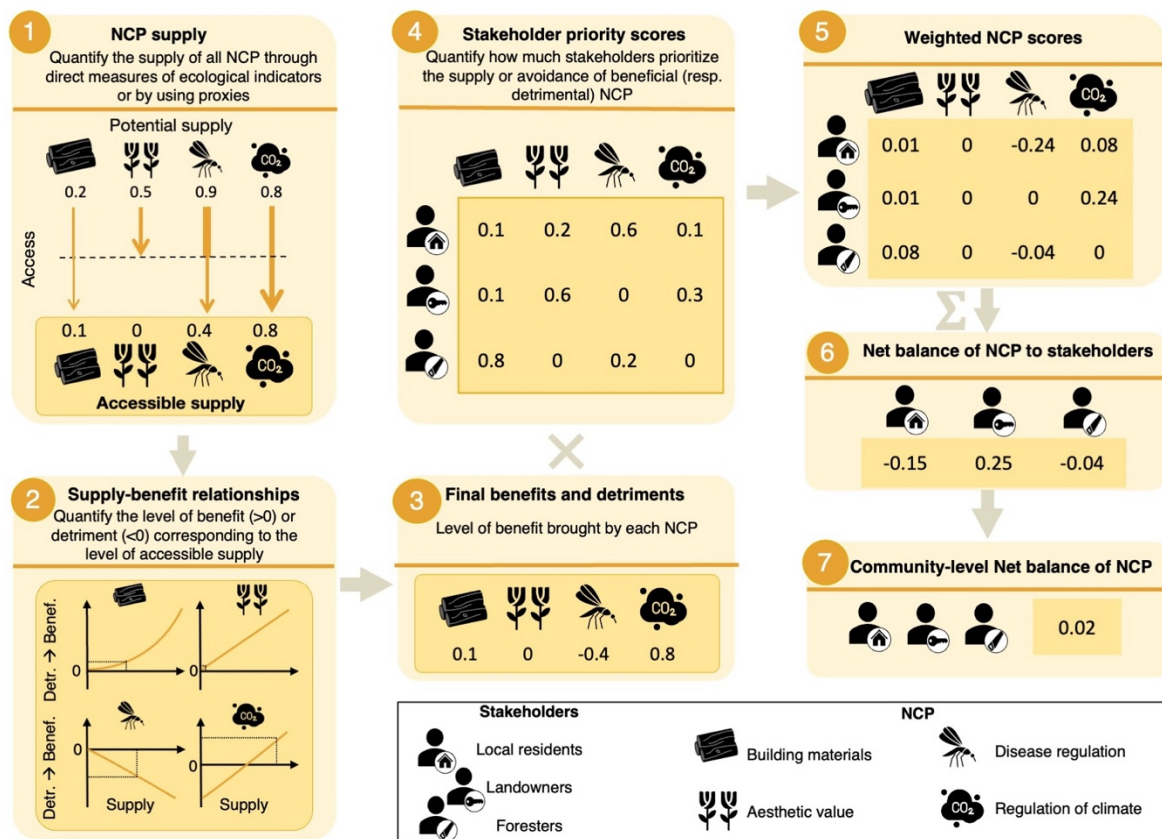 1
NCP supply
Quantify the supply of all NCP through
direct measures of ecological indicators
or by using proxies
Potential supply
CO₂
0.2 0.5 0.9 0.8
Access
0.1 0 0.4 0.8
CO₂
Accessible supply
2
Supply-benefit relationships
Quantify the level of benefit (>0) or
detriment (<0) corresponding to the
level of accessible supply
Detr. → Benef.
0
0
Detr. → Benef.
CO₂
0
0
Supply
Supply
4
Stakeholder priority scores
Quantify how much stakeholders prioritize
the supply or avoidance of beneficial (resp.
detrimental) NCP
CO₂
0.1 0.2 0.6 0.1
0.1 0.6 0 0.3
0.8 0 0.2 0
×
3
Final benefits and detriments
Level of benefit brought by each NCP
CO₂
0.1 0 -0.4 0.8
5
Weighted NCP scores
CO₂
0.01 0 -0.24 0.08
0.01 0 0 0.24
0.08 0 -0.04 0
Σ
6
Net balance of NCP to stakeholders
-0.15 0.25 -0.04
7
Community-level Net balance of NCP
0.02
Stakeholders
Local residents
Landowners
Foresters
NCP
Building materials
Aesthetic value
Disease regulation
CO₂
Regulation of climate